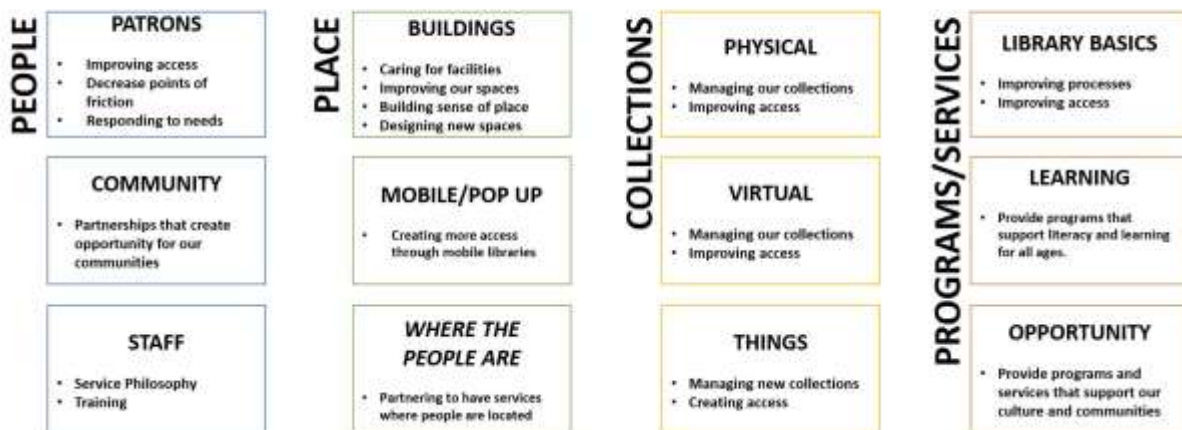 PEOPLE
PATRONS
• Improving access
• Decrease points of
friction
• Responding to needs
COMMUNITY
• Partnerships that create
opportunity for our
communities
STAFF
• Service Philosophy
• Training
PLACE
BUILDINGS
• Caring for facilities
• Improving our spaces
• Building sense of place
• Designing new spaces
MOBILE/POP UP
• Creating more access
through mobile libraries
WHERE THE
PEOPLE ARE
• Partnering to have services
where people are located
COLLECTIONS
PHYSICAL
• Managing our collections
• Improving access
VIRTUAL
• Managing our collections
• Improving access
THINGS
• Managing new collections
• Creating access
PROGRAMS/SERVICES
LIBRARY BASICS
• Improving processes
• Improving access
LEARNING
• Provide programs that
support literacy and learning
for all ages.
OPPORTUNITY
• Provide programs and
services that support our
culture and communities